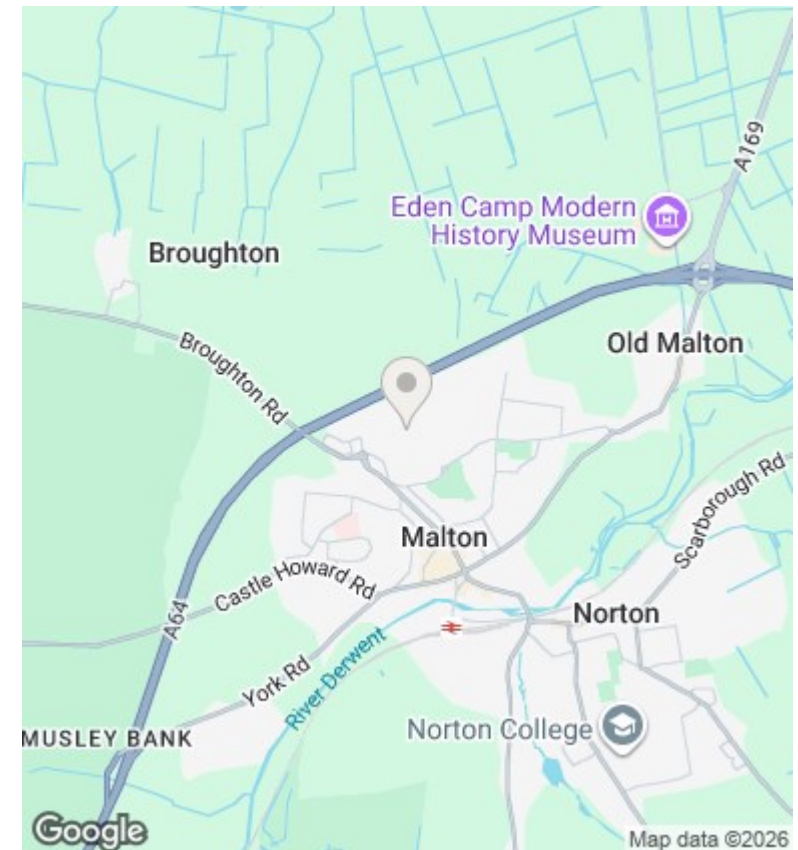 A169
Eden Camp Modern
History Museum
Broughton
Old Malton
Broughton Rd
Scarborough Rd
Malton
Castle Howard Rd
A64
Norton
York Rd
River Derwent
MUSLEY BANK
Norton College
Google
Map data ©2026